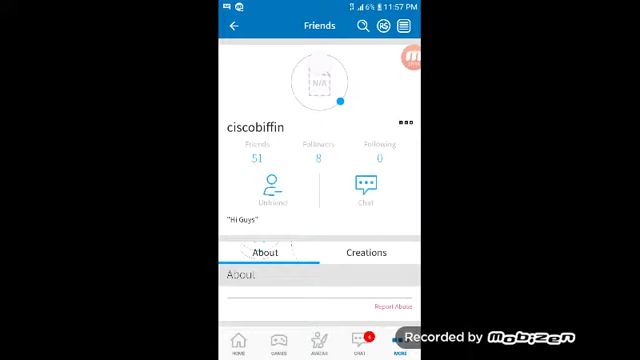 6% 11:57 PM
Friends
R$
N/A
ciscobiffin
Friends Followers Following
51 8 0
Unfriend Chat
"Hi Guys"
About Creations
About
Report Abuse
HOME GAMES AVATAR CHAT 4 MORE
Recorded by Mobizen